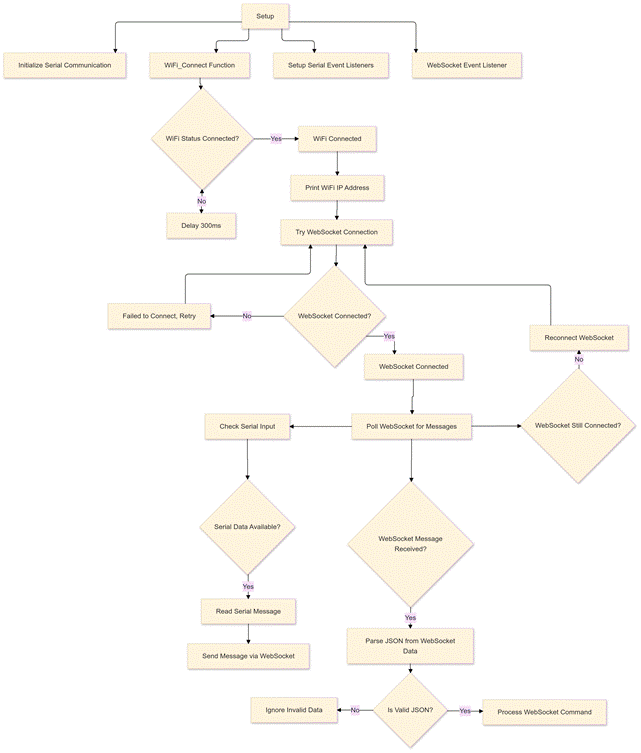 Setup
Initialize Serial Communication
WiFi_Connect Function
Setup Serial Event Listeners
WebSocket Event Listener
WiFi Status Connected?
Yes
WiFi Connected
Print WiFi IP Address
No
Delay 300ms
Try WebSocket Connection
Failed to Connect, Retry
No
WebSocket Connected?
Yes
Reconnect WebSocket
No
WebSocket Connected
Check Serial Input
Poll WebSocket for Messages
WebSocket Still Connected?
Serial Data Available?
WebSocket Message
Received?
Yes
Read Serial Message
Yes
Send Message via WebSocket
Parse JSON from WebSocket
Data
Ignore Invalid Data
No
Is Valid JSON?
Yes
Process WebSocket Command